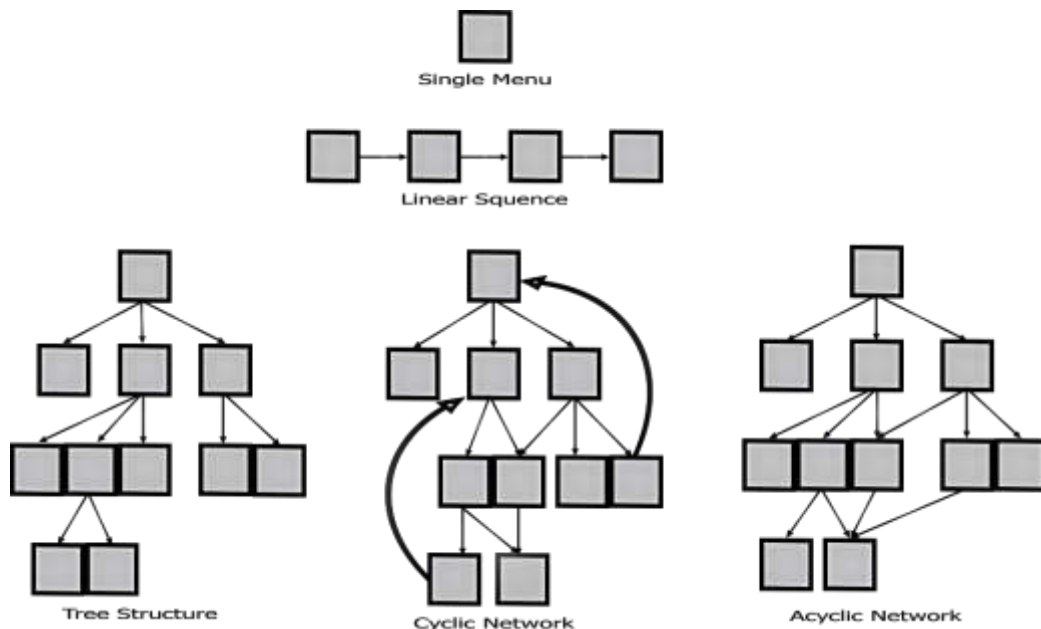 Single Menu
Linear Squence
Tree Structure
Cyclic Network
Acyclic Network